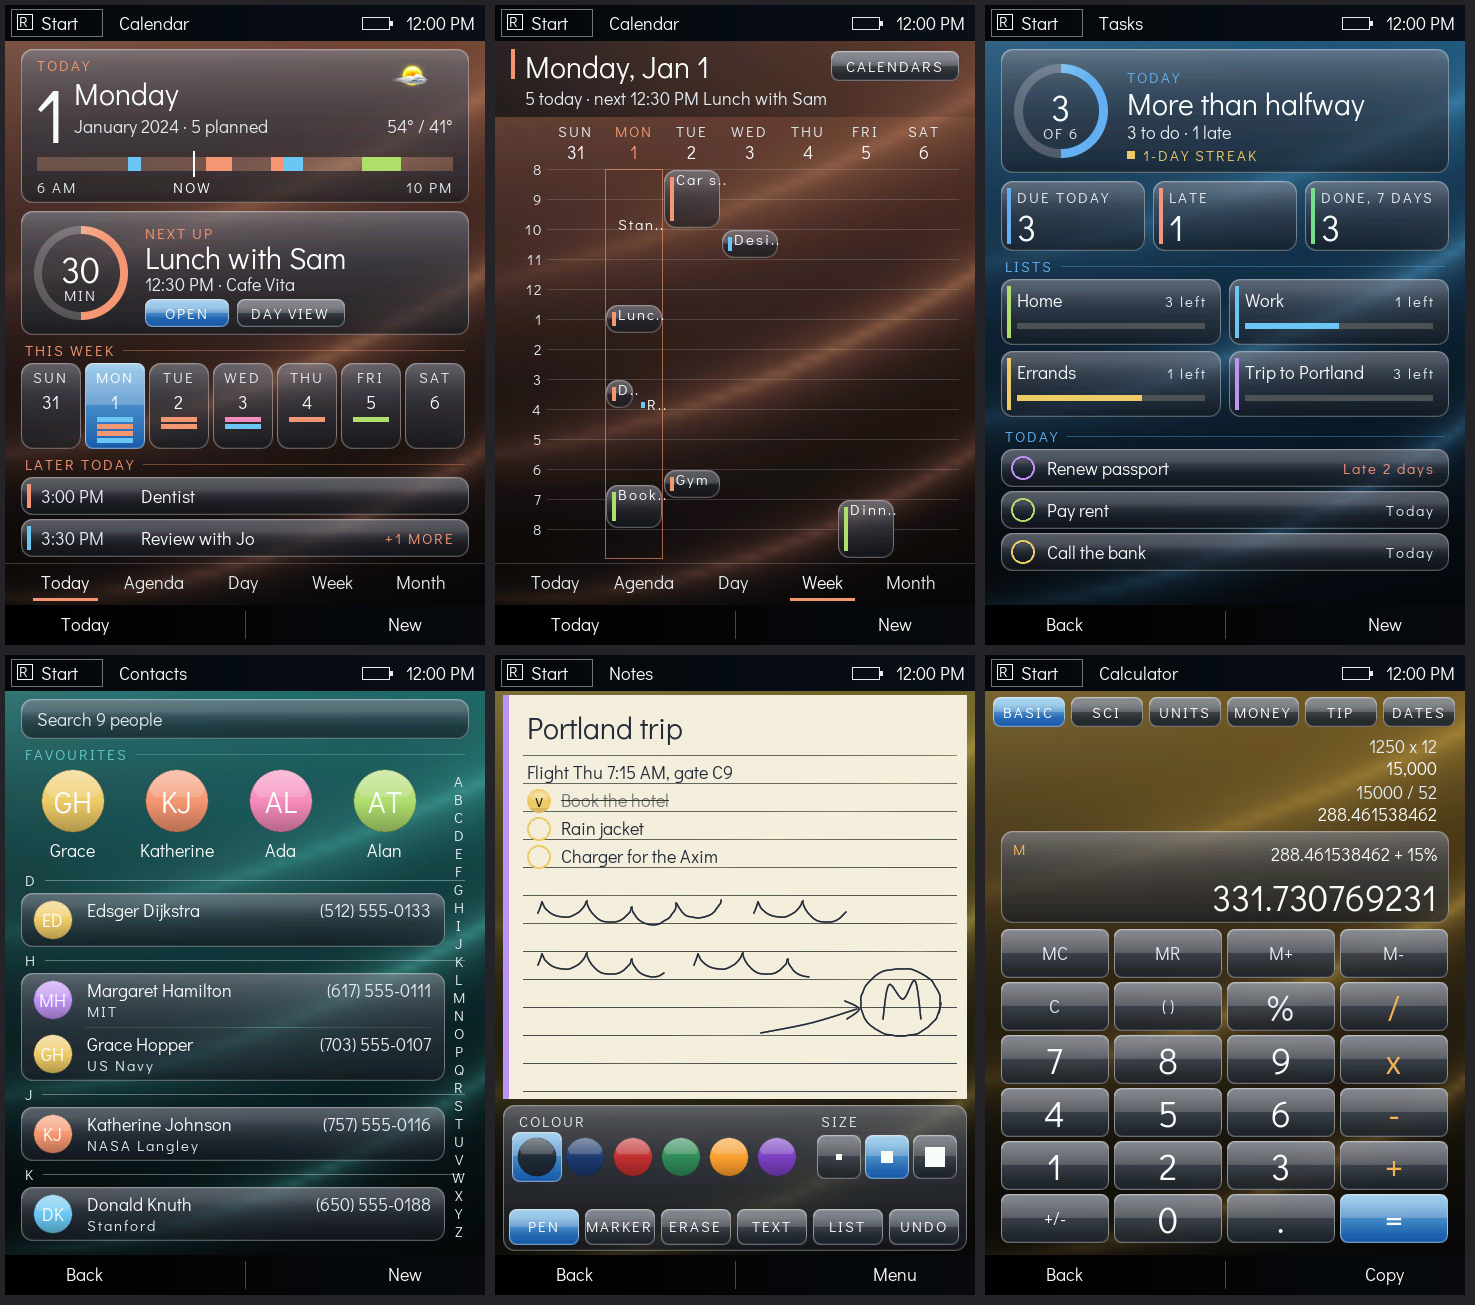 R Start Calendar 12:00 PM
TODAY
1 Monday
January 2024 · 5 planned 54° / 41°
6 AM NOW 10 PM
NEXT UP
30 MIN
Lunch with Sam
12:30 PM · Cafe Vita
OPEN DAY VIEW
THIS WEEK
SUN MON TUE WED THU FRI SAT
31 1 2 3 4 5 6
LATER TODAY
3:00 PM Dentist
3:30 PM Review with Jo +1 MORE
Today Agenda Day Week Month
Today New
R Start Calendar 12:00 PM
Monday, Jan 1 CALENDARS
5 today · next 12:30 PM Lunch with Sam
SUN MON TUE WED THU FRI SAT
31 1 2 3 4 5 6
8 Car s..
9 Stan..
10 Desi..
11
12
1 Lunc..
2
3 D..
4 R..
5
6 Gym
7 Book.. Dinn..
8
Today Agenda Day Week Month
Today New
R Start Tasks 12:00 PM
3 OF 6
TODAY
More than halfway
3 to do · 1 late
1-DAY STREAK
DUE TODAY LATE DONE, 7 DAYS
3 1 3
LISTS
Home 3 left Work 1 left
Errands 1 left Trip to Portland 3 left
TODAY
Renew passport Late 2 days
Pay rent Today
Call the bank Today
Back New
R Start Contacts 12:00 PM
Search 9 people
FAVOURITES
GH KJ AL AT
Grace Katherine Ada Alan
D
ED Edsger Dijkstra (512) 555-0133
H
MH Margaret Hamilton (617) 555-0111
MIT
GH Grace Hopper (703) 555-0107
US Navy
J
KJ Katherine Johnson (757) 555-0116
NASA Langley
K
DK Donald Knuth (650) 555-0188
Stanford
A
B
C
D
E
F
G
H
I
J
K
L
M
N
O
P
Q
R
S
T
U
V
W
X
Y
Z
Back New
R Start Notes 12:00 PM
Portland trip
Flight Thu 7:15 AM, gate C9
v Book the hotel
Rain jacket
Charger for the Axim
M
COLOUR SIZE
PEN MARKER ERASE TEXT LIST UNDO
Back Menu
R Start Calculator 12:00 PM
BASIC SCI UNITS MONEY TIP DATES
1250 x 12
15,000
15000 / 52
288.461538462
M 288.461538462 + 15%
331.730769231
MC MR M+ M-
C ( ) % /
7 8 9 x
4 5 6 -
1 2 3 +
+/- 0 . =
Back Copy